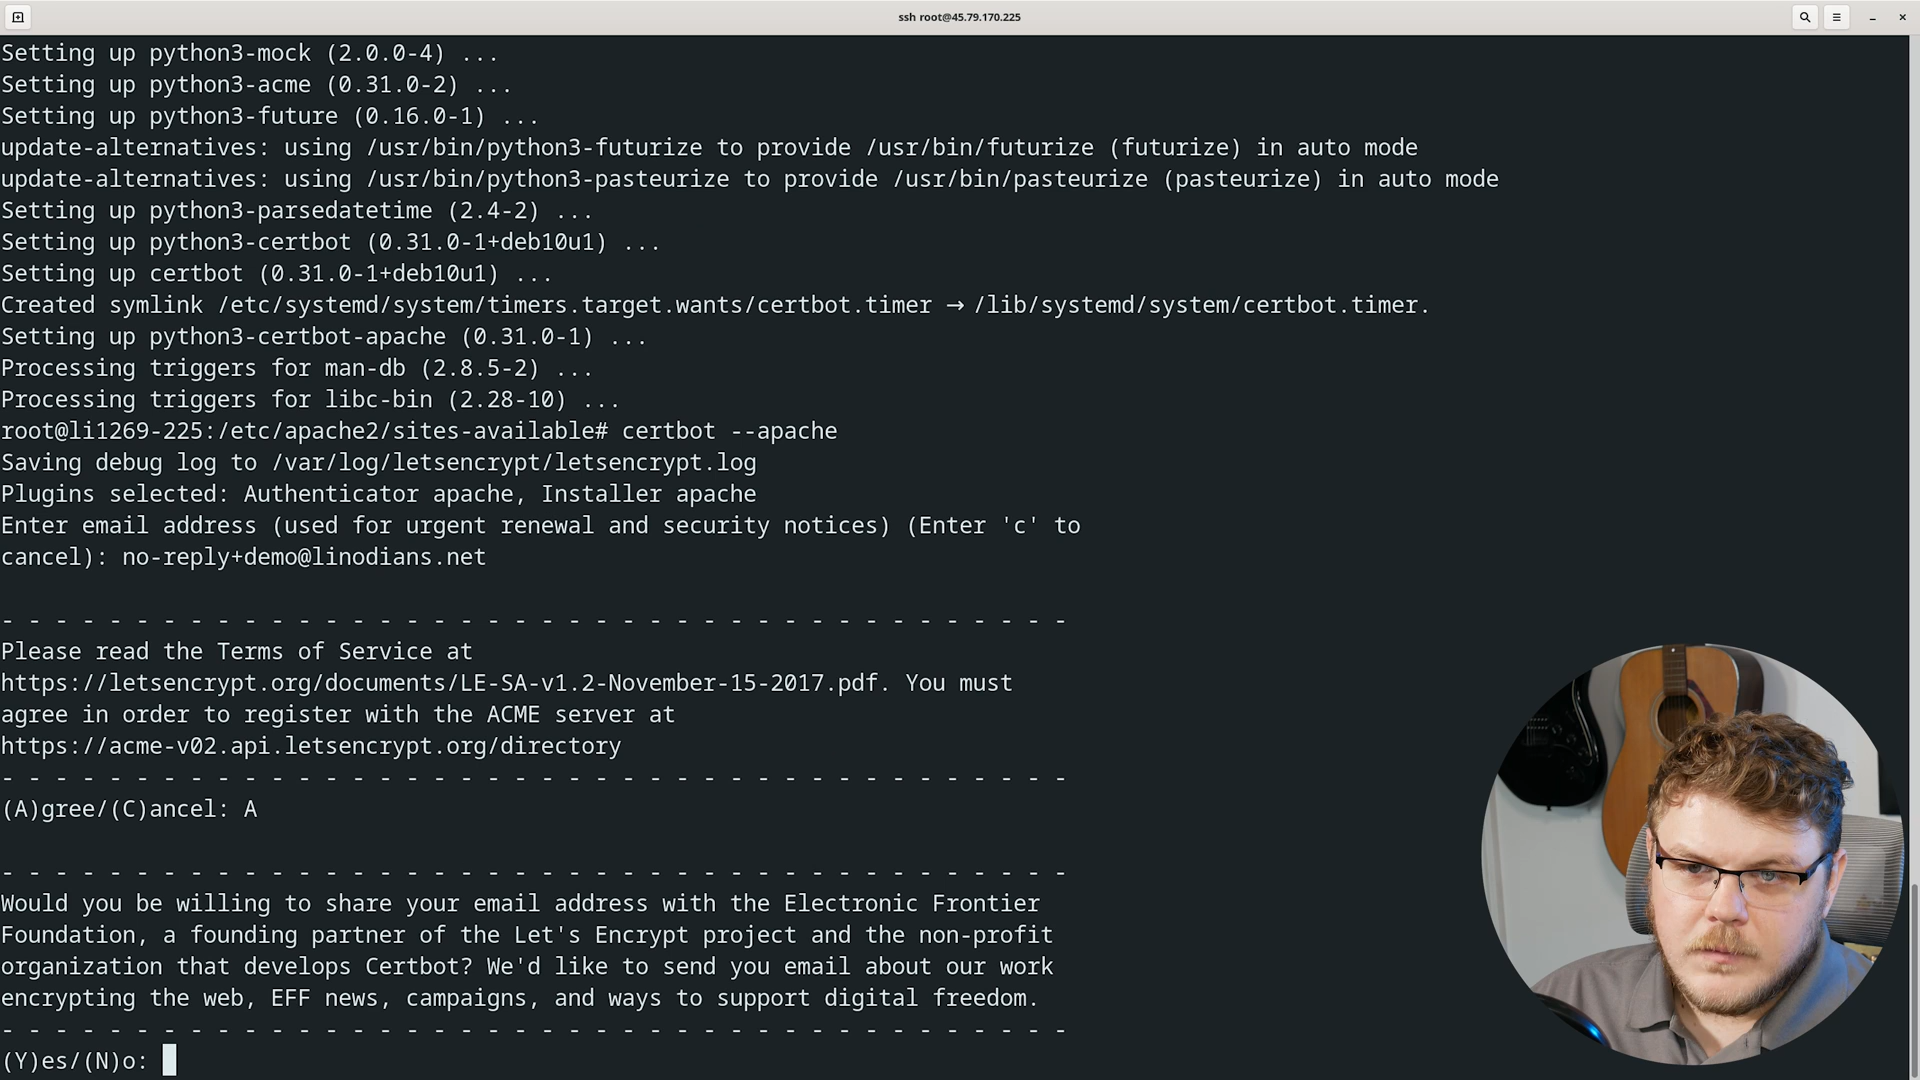 ssh root@45.79.170.225
Setting up python3-mock (2.0.0-4) ...
Setting up python3-acme (0.31.0-2) ...
Setting up python3-future (0.16.0-1) ...
update-alternatives: using /usr/bin/python3-futurize to provide /usr/bin/futurize (futurize) in auto mode
update-alternatives: using /usr/bin/python3-pasteurize to provide /usr/bin/pasteurize (pasteurize) in auto mode
Setting up python3-parsedatetime (2.4-2) ...
Setting up python3-certbot (0.31.0-1+deb10u1) ...
Setting up certbot (0.31.0-1+deb10u1) ...
Created symlink /etc/systemd/system/timers.target.wants/certbot.timer → /lib/systemd/system/certbot.timer.
Setting up python3-certbot-apache (0.31.0-1) ...
Processing triggers for man-db (2.8.5-2) ...
Processing triggers for libc-bin (2.28-10) ...
root@li1269-225:/etc/apache2/sites-available# certbot --apache
Saving debug log to /var/log/letsencrypt/letsencrypt.log
Plugins selected: Authenticator apache, Installer apache
Enter email address (used for urgent renewal and security notices) (Enter 'c' to
cancel): no-reply+demo@linodians.net
- - - - - - - - - - - - - - - - - - - - - - - - - - - - - - - - - - - - - - - -
Please read the Terms of Service at
https://letsencrypt.org/documents/LE-SA-v1.2-November-15-2017.pdf. You must
agree in order to register with the ACME server at
https://acme-v02.api.letsencrypt.org/directory
- - - - - - - - - - - - - - - - - - - - - - - - - - - - - - - - - - - - - - - -
(A)gree/(C)ancel: A
- - - - - - - - - - - - - - - - - - - - - - - - - - - - - - - - - - - - - - - -
Would you be willing to share your email address with the Electronic Frontier
Foundation, a founding partner of the Let's Encrypt project and the non-profit
organization that develops Certbot? We'd like to send you email about our work
encrypting the web, EFF news, campaigns, and ways to support digital freedom.
- - - - - - - - - - - - - - - - - - - - - - - - - - - - - - - - - - - - - - - -
(Y)es/(N)o: